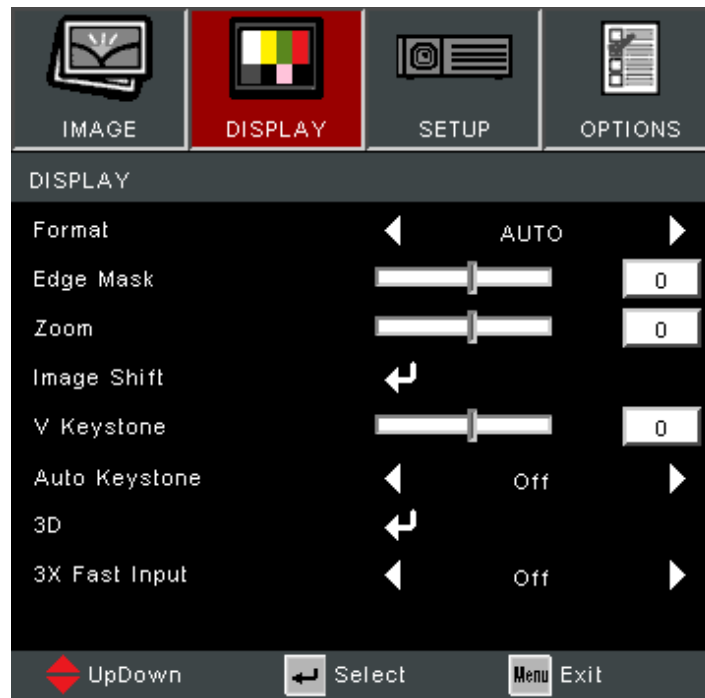 IMAGE DISPLAY SETUP OPTIONS
DISPLAY
Format AUTO
Edge Mask 0
Zoom 0
Image Shift
V Keystone 0
Auto Keystone Off
3D
3X Fast Input Off
UpDown Select Menu Exit